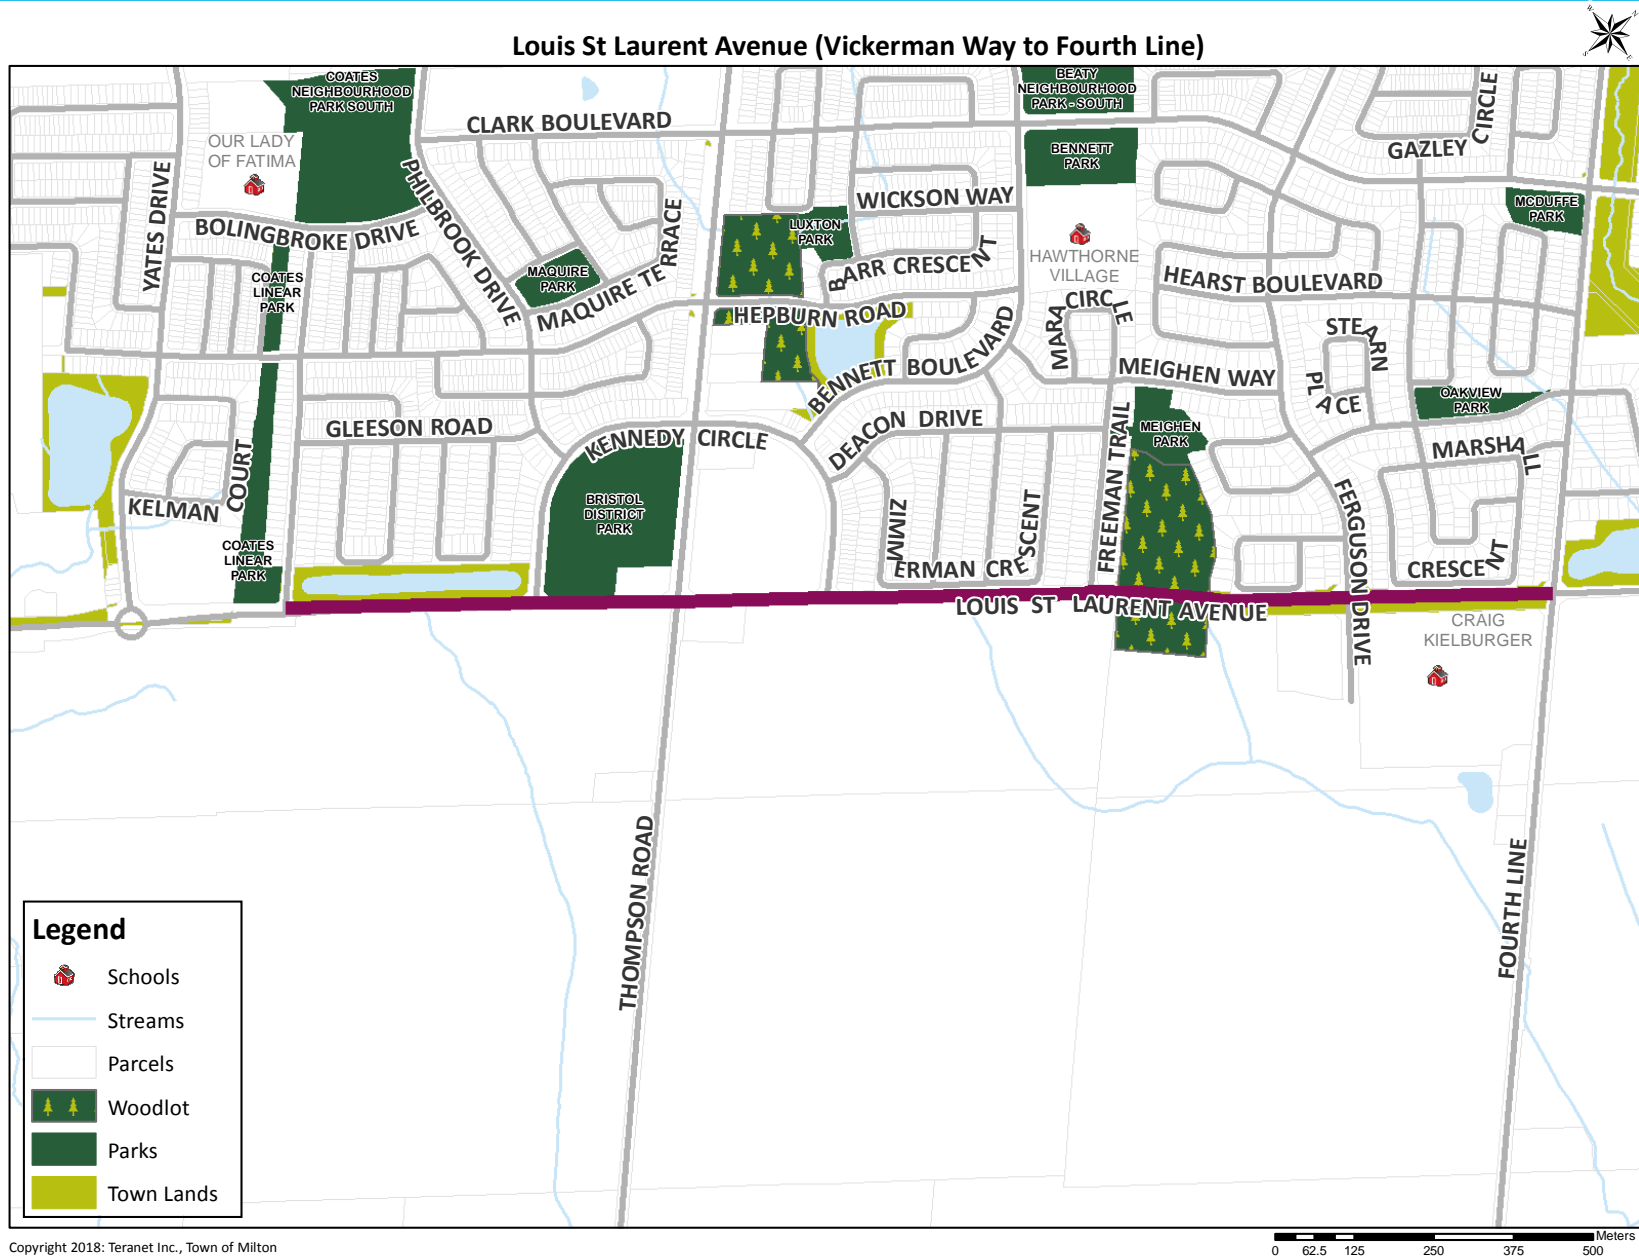 Louis St Laurent Avenue (Vickerman Way to Fourth Line)
W
N
S
E
COATES
NEIGHBOURHOOD
PARK SOUTH
BEATY
NEIGHBOURHOOD
PARK - SOUTH
CLARK BOULEVARD
GAZLEY CIRCLE
OUR LADY
OF FATIMA
BENNETT
PARK
YATES DRIVE
PHILBROOK DRIVE
WICKSON WAY
MCDUFFE
PARK
BOLINGBROKE DRIVE
LUXTON
PARK
HAWTHORNE
VILLAGE
COATES
LINEAR
PARK
MAQUIRE
PARK
MAQUIRE TERRACE
BARR CRESCENT
HEARST BOULEVARD
HEPBURN ROAD
MARA CIRCLE
STEARN PLACE
BENNETT BOULEVARD
MEIGHEN WAY
OAKVIEW
PARK
GLEESON ROAD
KENNEDY CIRCLE
DEACON DRIVE
FREEMAN TRAIL
MEIGHEN
PARK
MARSHALL CRESCENT
KELMAN COURT
BRISTOL
DISTRICT
PARK
ZIMMERMAN CRESCENT
FERGUSON DRIVE
COATES
LINEAR
PARK
LOUIS ST LAURENT AVENUE
CRAIG
KIELBURGER
THOMPSON ROAD
FOURTH LINE
Legend
Schools
Streams
Parcels
Woodlot
Parks
Town Lands
Copyright 2018: Teranet Inc., Town of Milton
Meters
0 62.5 125 250 375 500